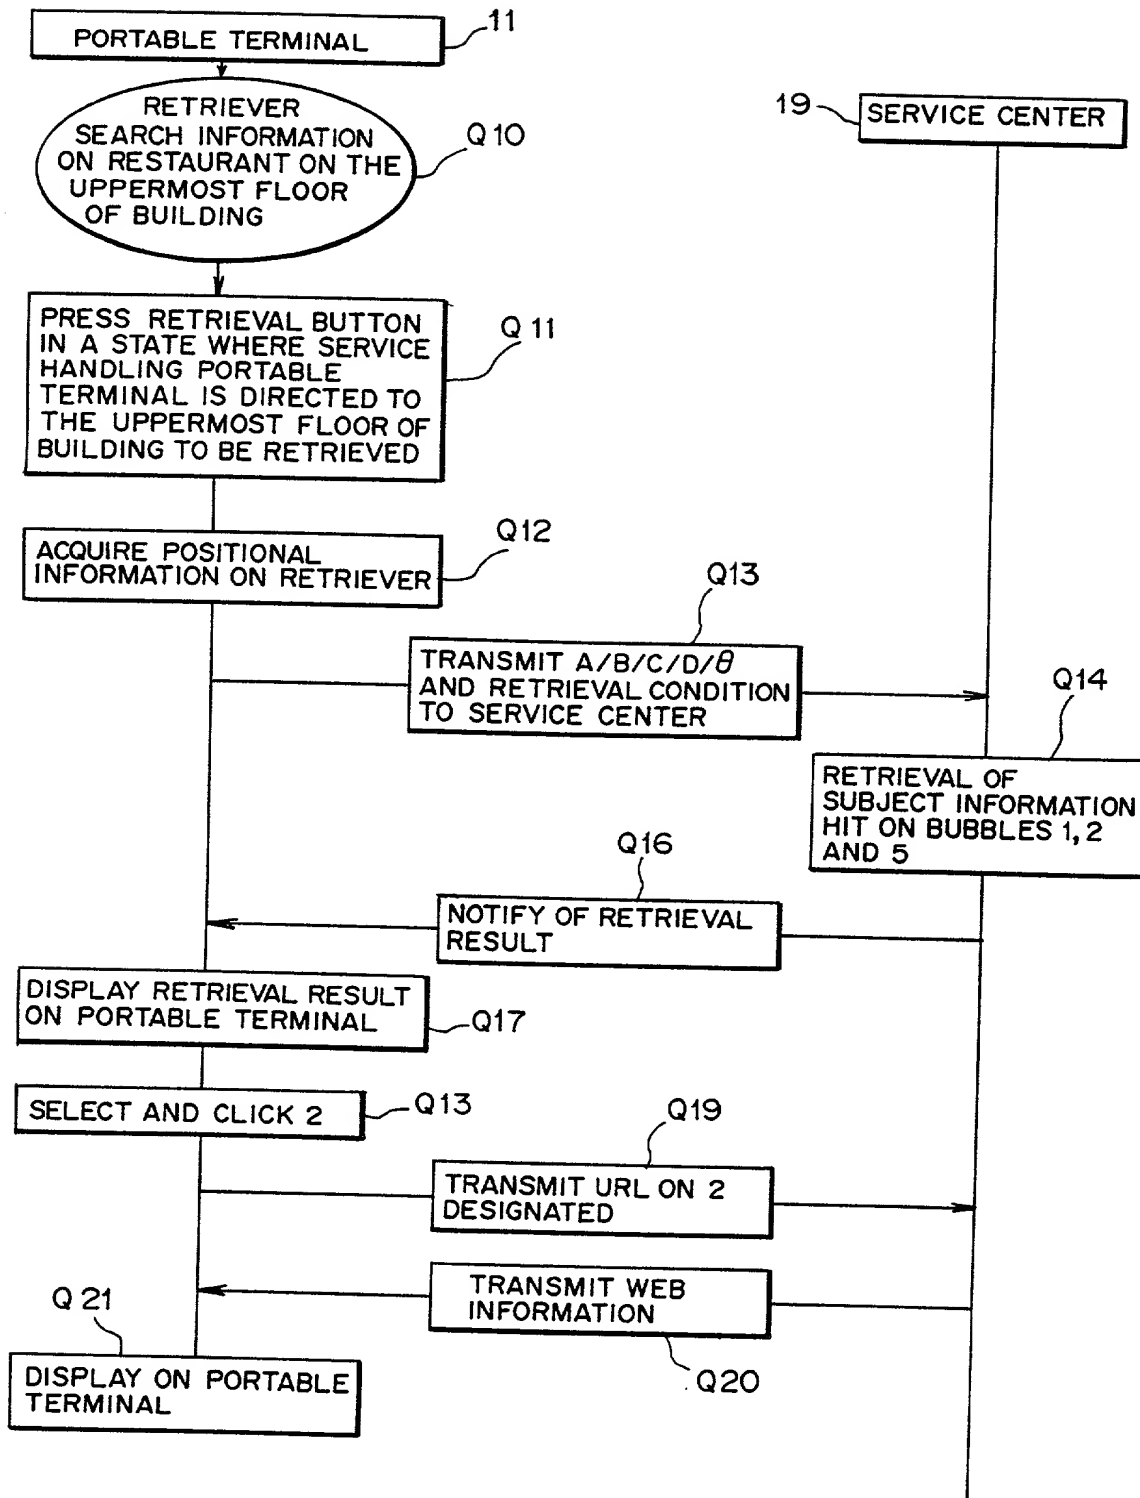 PORTABLE TERMINAL
11
RETRIEVER
SEARCH INFORMATION
ON RESTAURANT ON THE
UPPERMOST FLOOR
OF BUILDING
Q10
19
SERVICE CENTER
PRESS RETRIEVAL BUTTON
IN A STATE WHERE SERVICE
HANDLING PORTABLE
TERMINAL IS DIRECTED TO
THE UPPERMOST FLOOR OF
BUILDING TO BE RETRIEVED
Q11
ACQUIRE POSITIONAL
INFORMATION ON RETRIEVER
Q12
Q13
TRANSMIT A/B/C/D/θ
AND RETRIEVAL CONDITION
TO SERVICE CENTER
Q14
RETRIEVAL OF
SUBJECT INFORMATION
HIT ON BUBBLES 1, 2
AND 5
Q16
NOTIFY OF RETRIEVAL
RESULT
DISPLAY RETRIEVAL RESULT
ON PORTABLE TERMINAL
Q17
SELECT AND CLICK 2
Q13
Q19
TRANSMIT URL ON 2
DESIGNATED
TRANSMIT WEB
INFORMATION
Q20
Q21
DISPLAY ON PORTABLE
TERMINAL